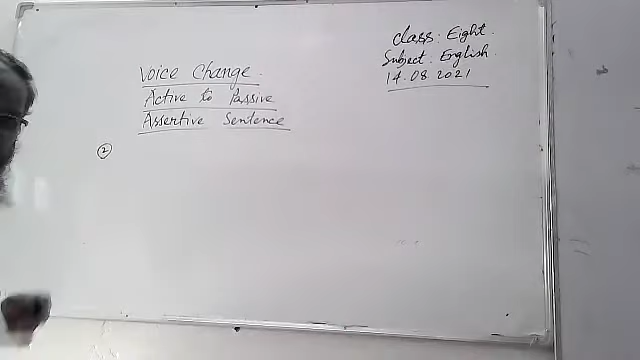 Class: Eight.
Subject: English.
14.08.2021
Voice Change.
Active to Passive
Assertive Sentence
2